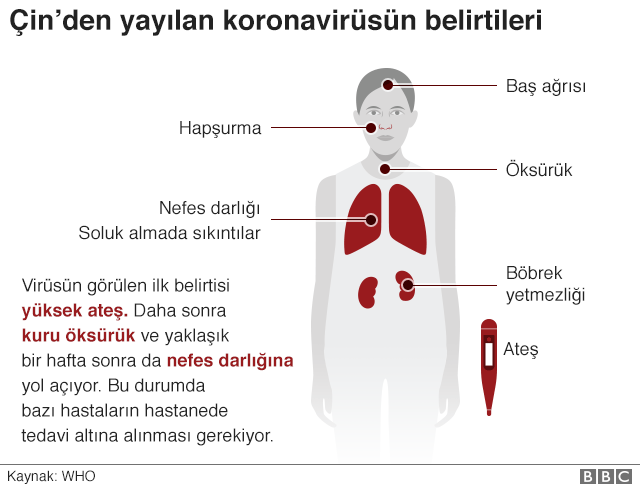 Çin’den yayılan koronavirüsün belirtileri
Baş ağrısı
Hapşurma
Öksürük
Nefes darlığı
Soluk almada sıkıntılar
Böbrek
yetmezliği
Ateş
Virüsün görülen ilk belirtisi
yüksek ateş. Daha sonra
kuru öksürük ve yaklaşık
bir hafta sonra da nefes darlığına
yol açıyor. Bu durumda
bazı hastaların hastanede
tedavi altına alınması gerekiyor.
Kaynak: WHO
BBC